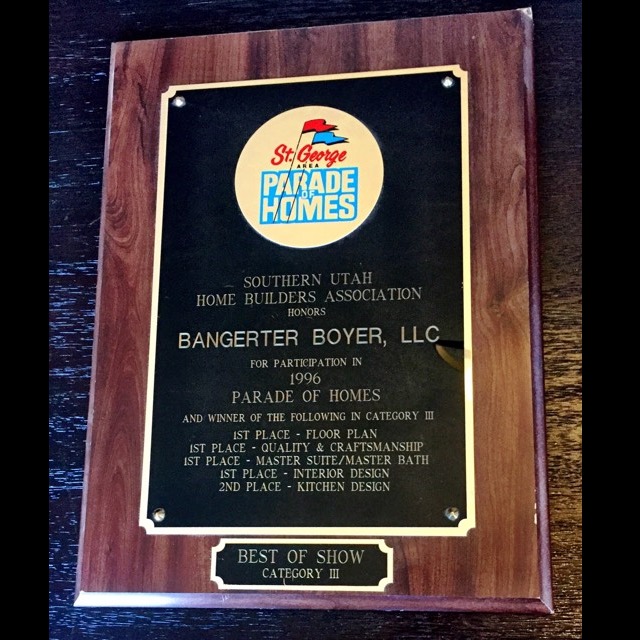 St. George
AREA
PARADE
OF
HOMES
SOUTHERN UTAH
HOME BUILDERS ASSOCIATION
HONORS
BANGERTER BOYER, LLC
FOR PARTICIPATION IN
1996
PARADE OF HOMES
AND WINNER OF THE FOLLOWING IN CATEGORY III
1ST PLACE - FLOOR PLAN
1ST PLACE - QUALITY & CRAFTSMANSHIP
1ST PLACE - MASTER SUITE/MASTER BATH
1ST PLACE - INTERIOR DESIGN
2ND PLACE - KITCHEN DESIGN
BEST OF SHOW
CATEGORY III